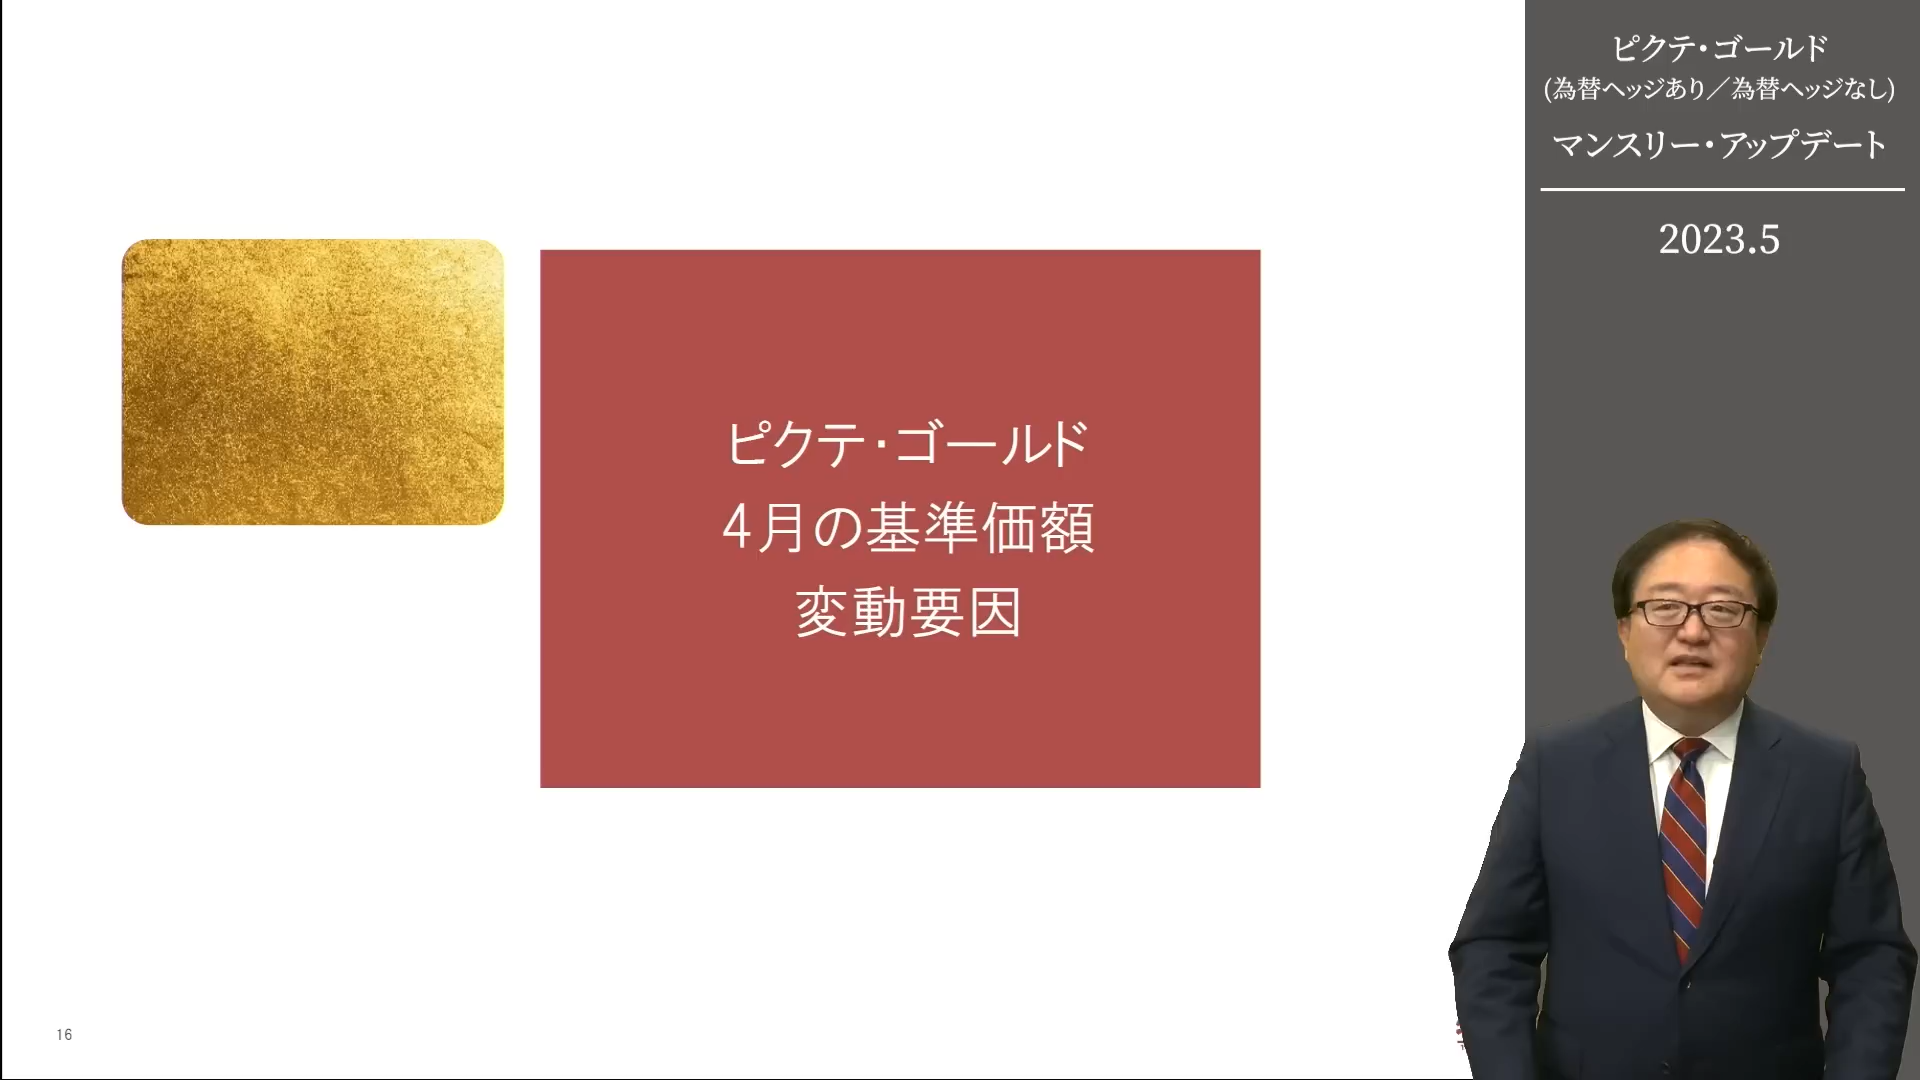 ピクテ・ゴールド
4月の基準価額
変動要因
16
ピクテ・ゴールド
(為替ヘッジあり／為替ヘッジなし)
マンスリー・アップデート
2023.5